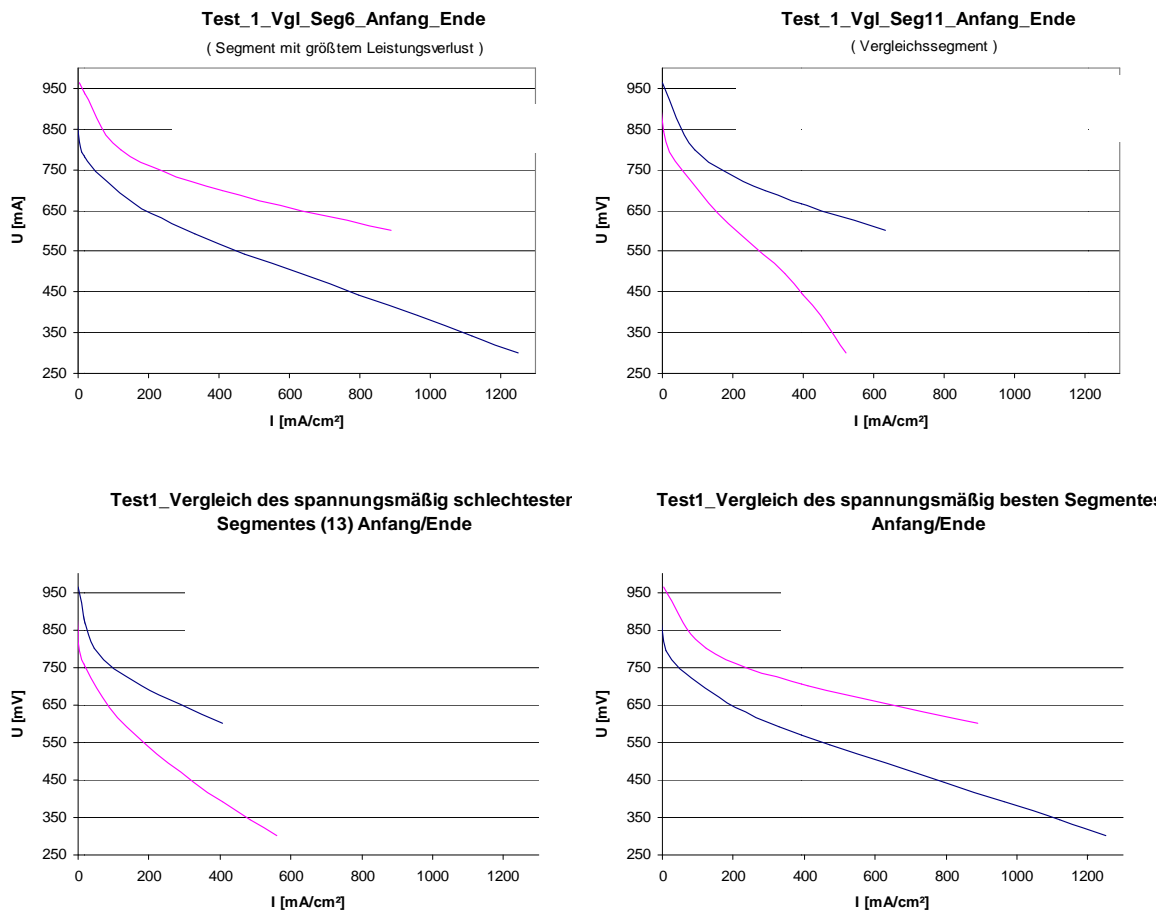 Test_1_Vgl_Seg6_Anfang_Ende
( Segment mit größtem Leistungsverlust )
950
850
750
650
550
450
350
250
U [mA]
0 200 400 600 800 1000 1200
I [mA/cm²]
Test_1_Vgl_Seg11_Anfang_Ende
( Vergleichssegment )
950
850
750
650
550
450
350
250
U [mV]
0 200 400 600 800 1000 1200
I [mA/cm²]
Test1_Vergleich des spannungsmäßig schlechtester
Segmentes (13) Anfang/Ende
950
850
750
650
550
450
350
250
U [mV]
0 200 400 600 800 1000 1200
I [mA/cm²]
Test1_Vergleich des spannungsmäßig besten Segmentes
Anfang/Ende
950
850
750
650
550
450
350
250
U [mV]
0 200 400 600 800 1000 1200
I [mA/cm²]